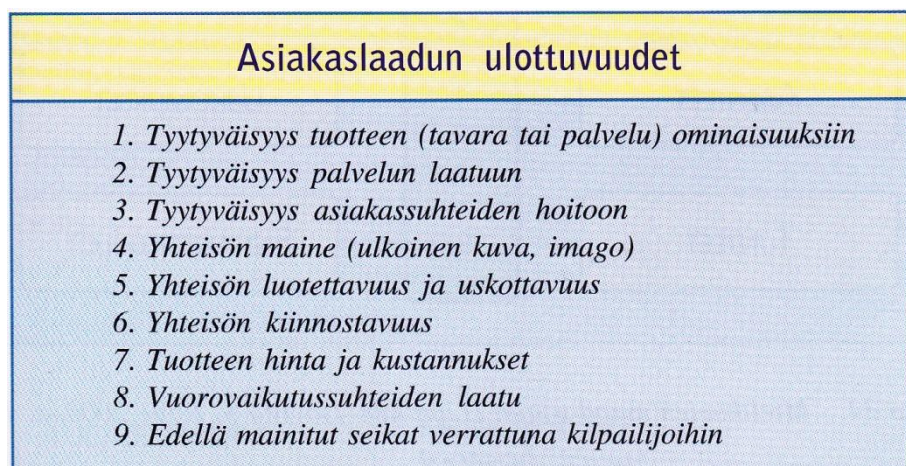 Asiakaslaadun ulottuvuudet
1. Tyytyväisyys tuotteen (tavara tai palvelu) ominaisuuksiin
2. Tyytyväisyys palvelun laatuun
3. Tyytyväisyys asiakassuhteiden hoitoon
4. Yhteisön maine (ulkoinen kuva, imago)
5. Yhteisön luotettavuus ja uskottavuus
6. Yhteisön kiinnostavuus
7. Tuotteen hinta ja kustannukset
8. Vuorovaikutussuhteiden laatu
9. Edellä mainitut seikat verrattuna kilpailijoihin